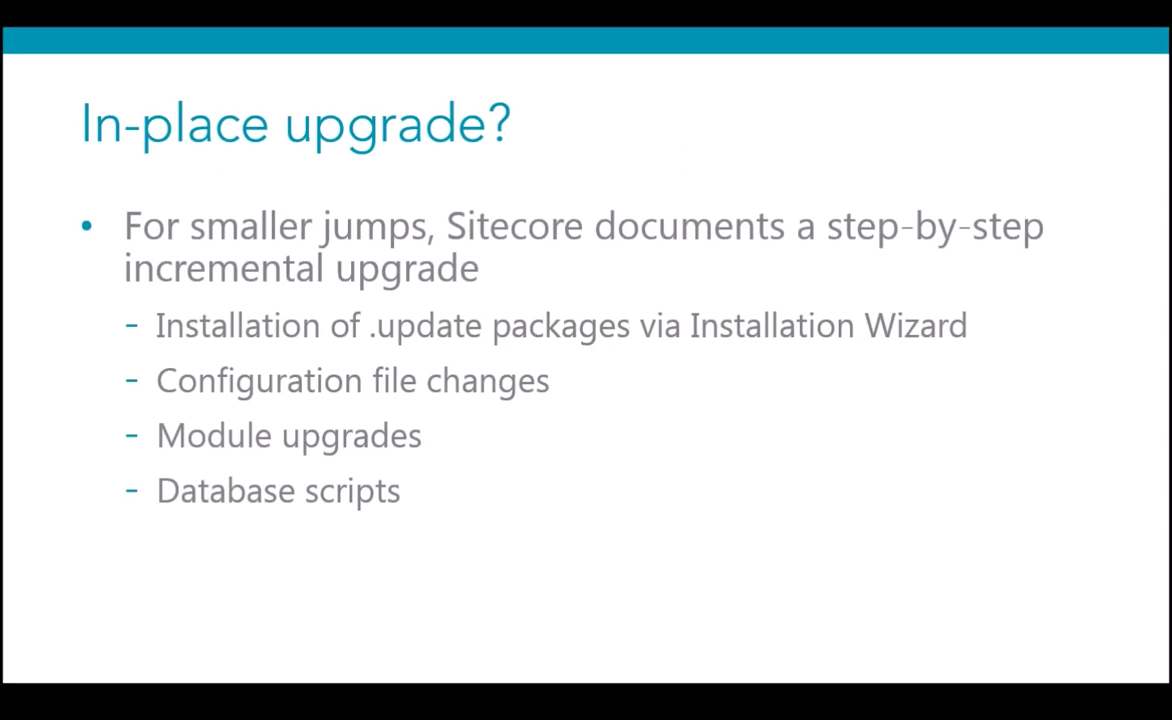 In-place upgrade?
• For smaller jumps, Sitecore documents a step-by-step
incremental upgrade
- Installation of .update packages via Installation Wizard
- Configuration file changes
- Module upgrades
- Database scripts